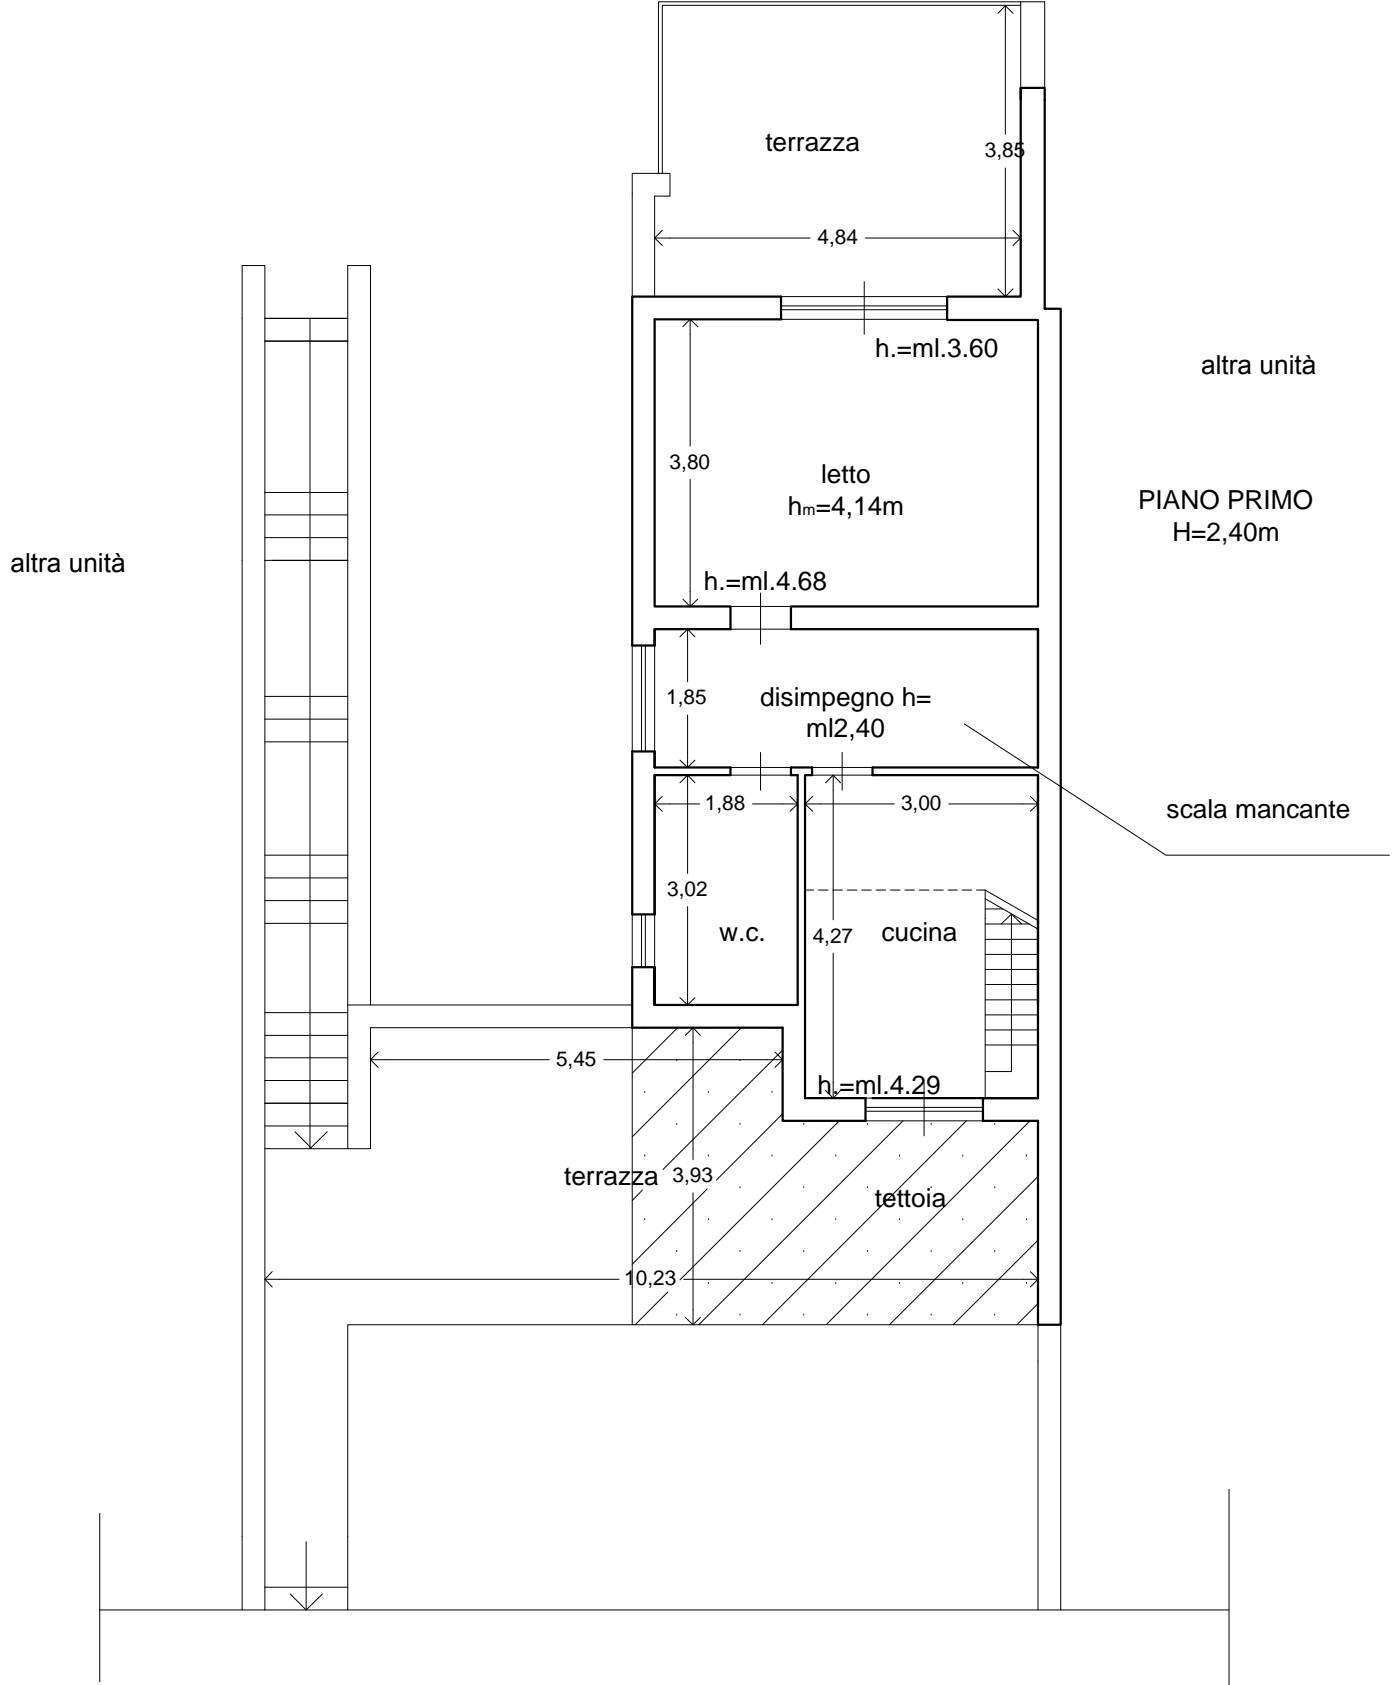 terrazza
3,85
4,84
h.=ml.3.60
altra unità
3,80
letto
hm=4,14m
PIANO PRIMO
H=2,40m
altra unità
h.=ml.4.68
1,85
disimpegno h=
ml2,40
1,88
3,00
scala mancante
3,02
w.c.
4,27
cucina
5,45
h.=ml.4.29
terrazza
3,93
tettoia
10,23